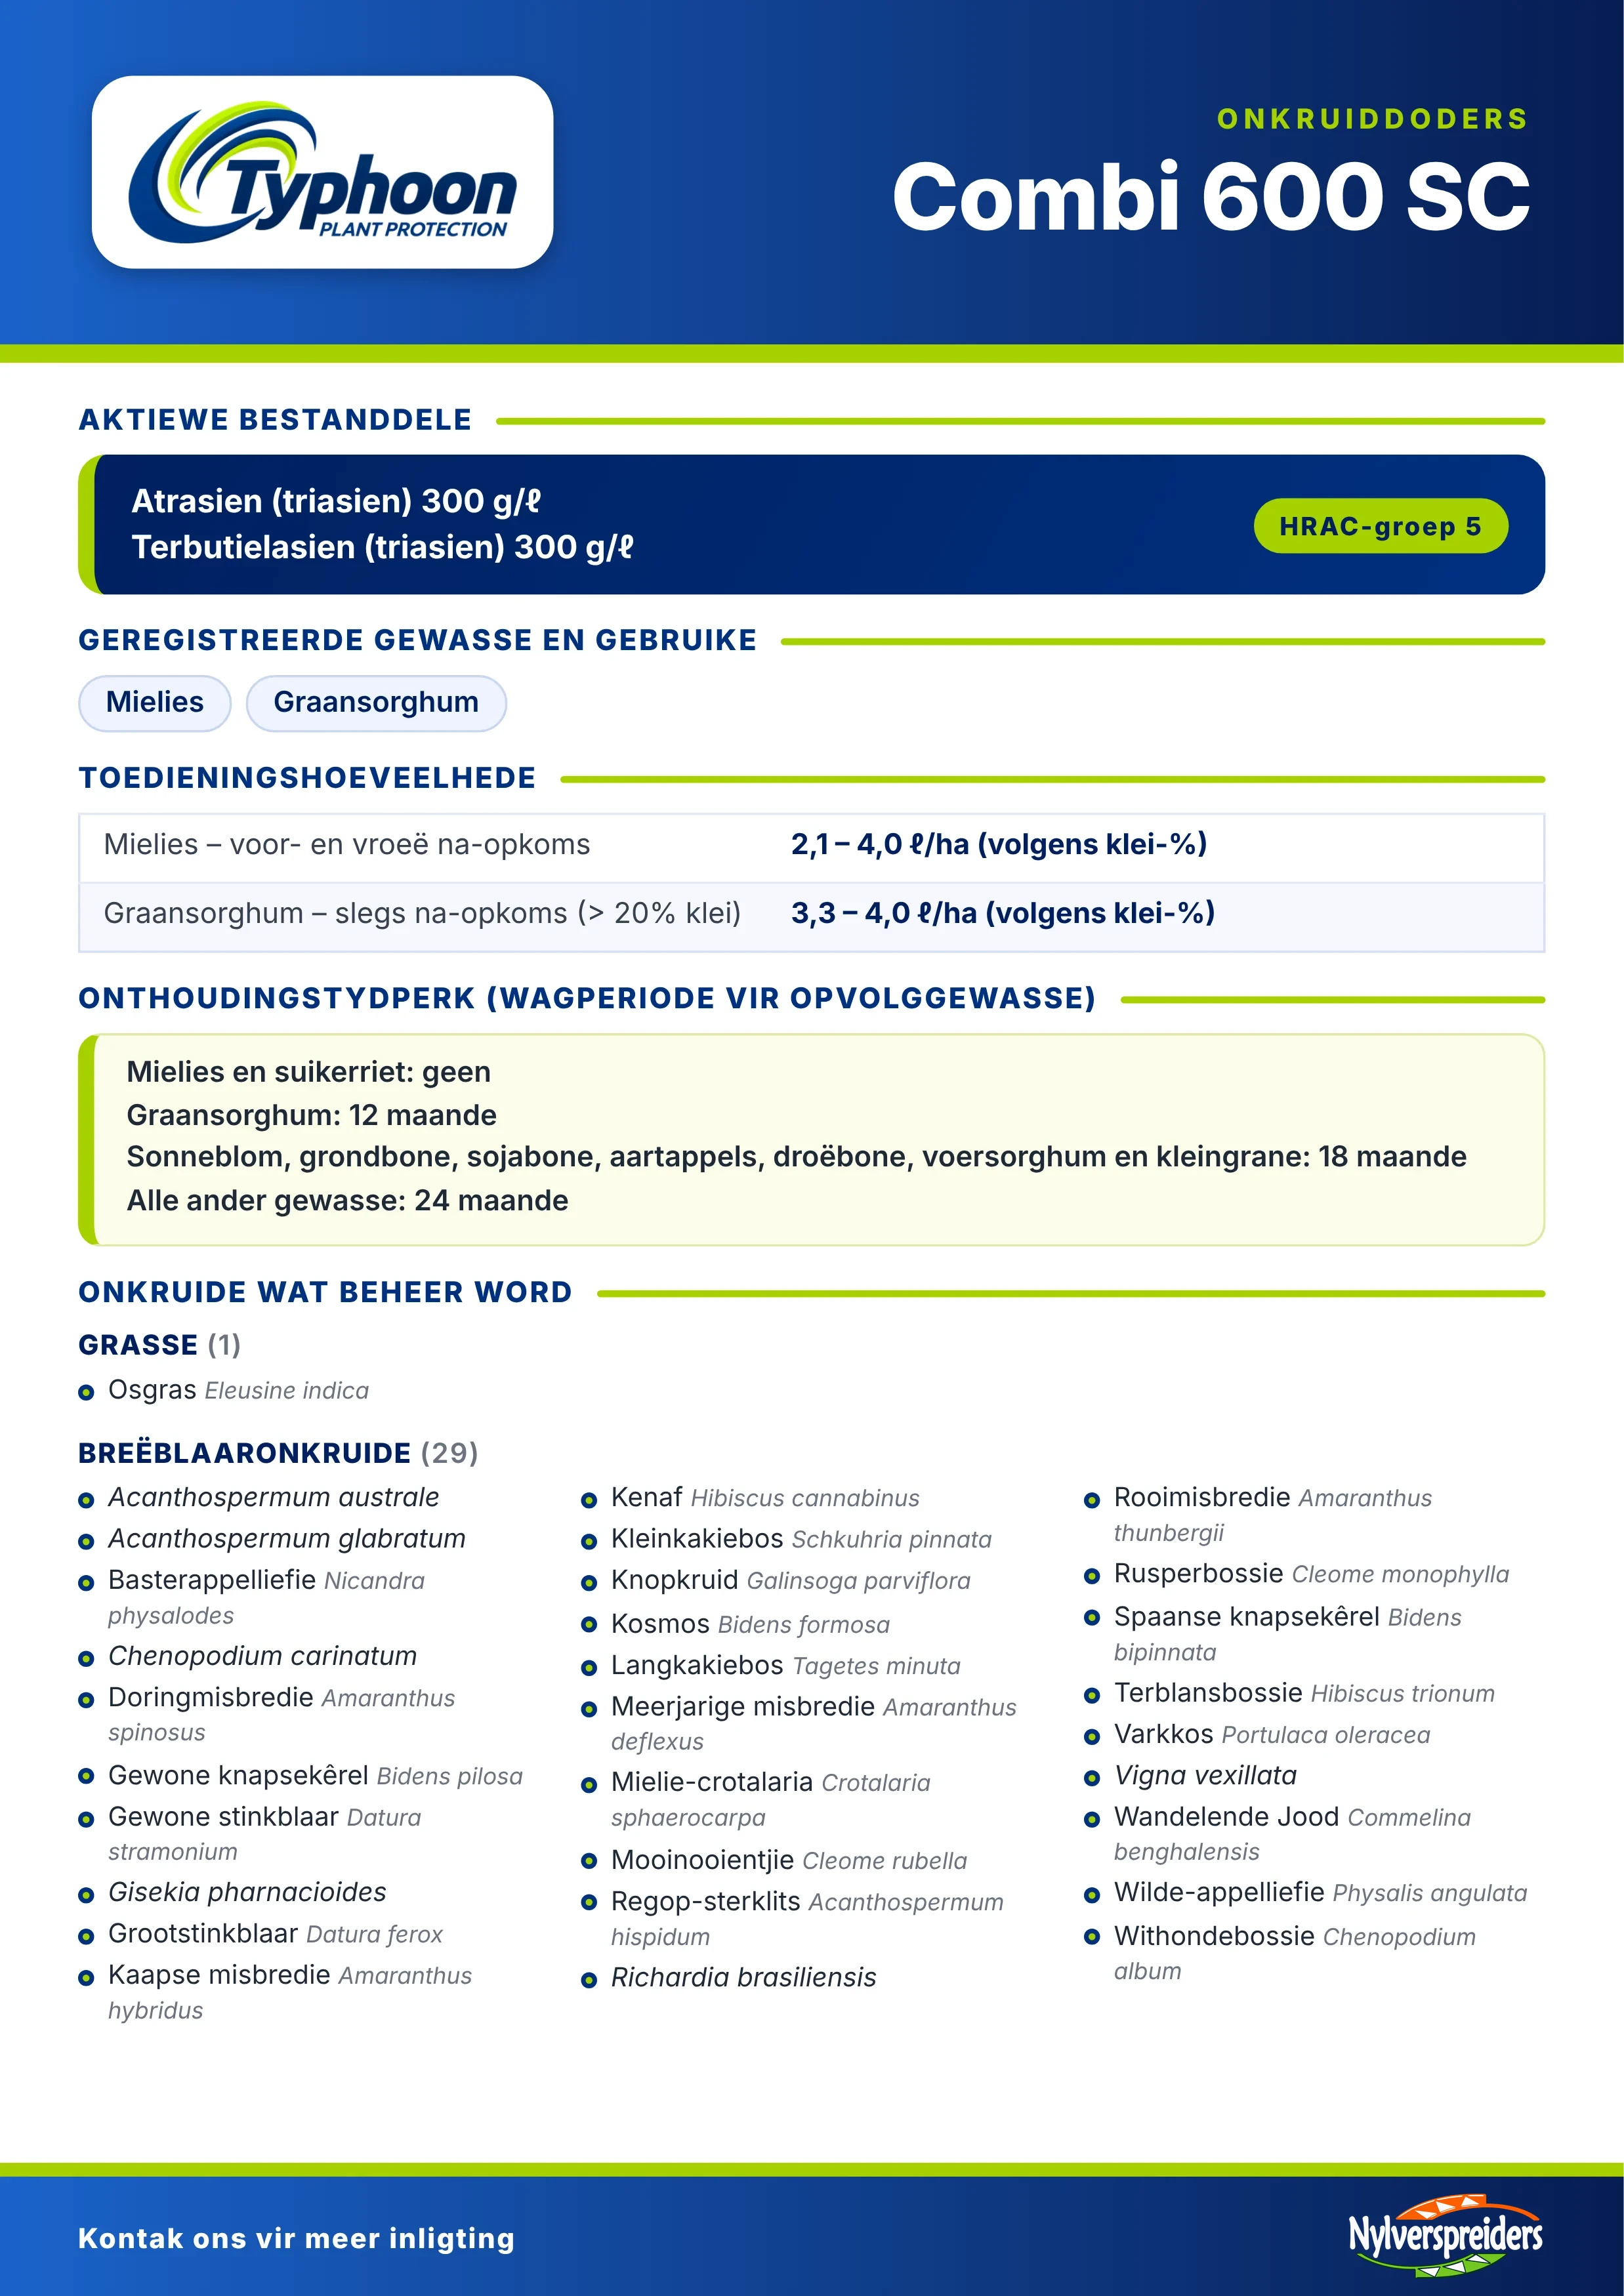 Typhoon
PLANT PROTECTION
ONKRUIDDODERS
Combi 600 SC
AKTIEWE BESTANDDELE
Atrasien (triasien) 300 g/ℓ
Terbutielasien (triasien) 300 g/ℓ
HRAC-groep 5
GEREGISTREERDE GEWASSE EN GEBRUIKE
Mielies
Graansorghum
TOEDIENINGSHOEVEELHEDE
Mielies – voor- en vroeë na-opkoms 2,1 – 4,0 ℓ/ha (volgens klei-%)
Graansorghum – slegs na-opkoms (> 20% klei) 3,3 – 4,0 ℓ/ha (volgens klei-%)
ONTHOUDINGSTYDPERK (WAGPERIODE VIR OPVOLGGEWASSE)
Mielies en suikerriet: geen
Graansorghum: 12 maande
Sonneblom, grondbone, sojabone, aartappels, droëbone, voersorghum en kleingrane: 18 maande
Alle ander gewasse: 24 maande
ONKRUIDE WAT BEHEER WORD
GRASSE (1)
Osgras Eleusine indica
BREËBLAARONKRUIDE (29)
Acanthospermum australe
Acanthospermum glabratum
Basterappelliefie Nicandra
physalodes
Chenopodium carinatum
Doringmisbredie Amaranthus
spinosus
Gewone knapsekêrel Bidens pilosa
Gewone stinkblaar Datura
stramonium
Gisekia pharnacioides
Grootstinkblaar Datura ferox
Kaapse misbredie Amaranthus
hybridus
Kenaf Hibiscus cannabinus
Kleinkakiebos Schkuhria pinnata
Knopkruid Galinsoga parviflora
Kosmos Bidens formosa
Langkakiebos Tagetes minuta
Meerjarige misbredie Amaranthus
deflexus
Mielie-crotalaria Crotalaria
sphaerocarpa
Mooinooientjie Cleome rubella
Regop-sterklits Acanthospermum
hispidum
Richardia brasiliensis
Rooimisbredie Amaranthus
thunbergii
Rusperbossie Cleome monophylla
Spaanse knapsekêrel Bidens
bipinnata
Terblansbossie Hibiscus trionum
Varkkos Portulaca oleracea
Vigna vexillata
Wandelende Jood Commelina
benghalensis
Wilde-appelliefie Physalis angulata
Withondebossie Chenopodium
album
Kontak ons vir meer inligting
Nylverspreiders